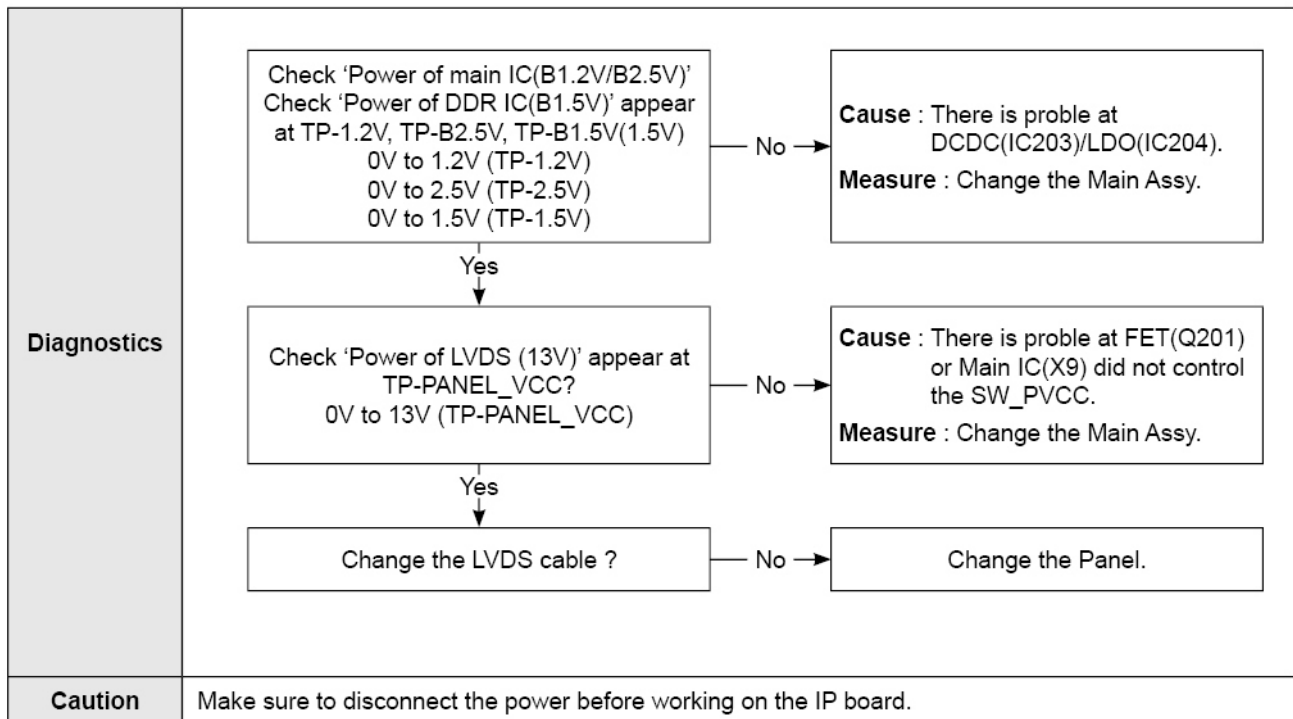 Diagnostics
Check ‘Power of main IC(B1.2V/B2.5V)’
Check ‘Power of DDR IC(B1.5V)’ appear
at TP-1.2V, TP-B2.5V, TP-B1.5V(1.5V)
0V to 1.2V (TP-1.2V)
0V to 2.5V (TP-2.5V)
0V to 1.5V (TP-1.5V)
No
Cause : There is proble at
DCDC(IC203)/LDO(IC204).
Measure : Change the Main Assy.
Yes
Check ‘Power of LVDS (13V)’ appear at
TP-PANEL_VCC?
0V to 13V (TP-PANEL_VCC)
No
Cause : There is proble at FET(Q201)
or Main IC(X9) did not control
the SW_PVCC.
Measure : Change the Main Assy.
Yes
Change the LVDS cable ?
No
Change the Panel.
Caution
Make sure to disconnect the power before working on the IP board.